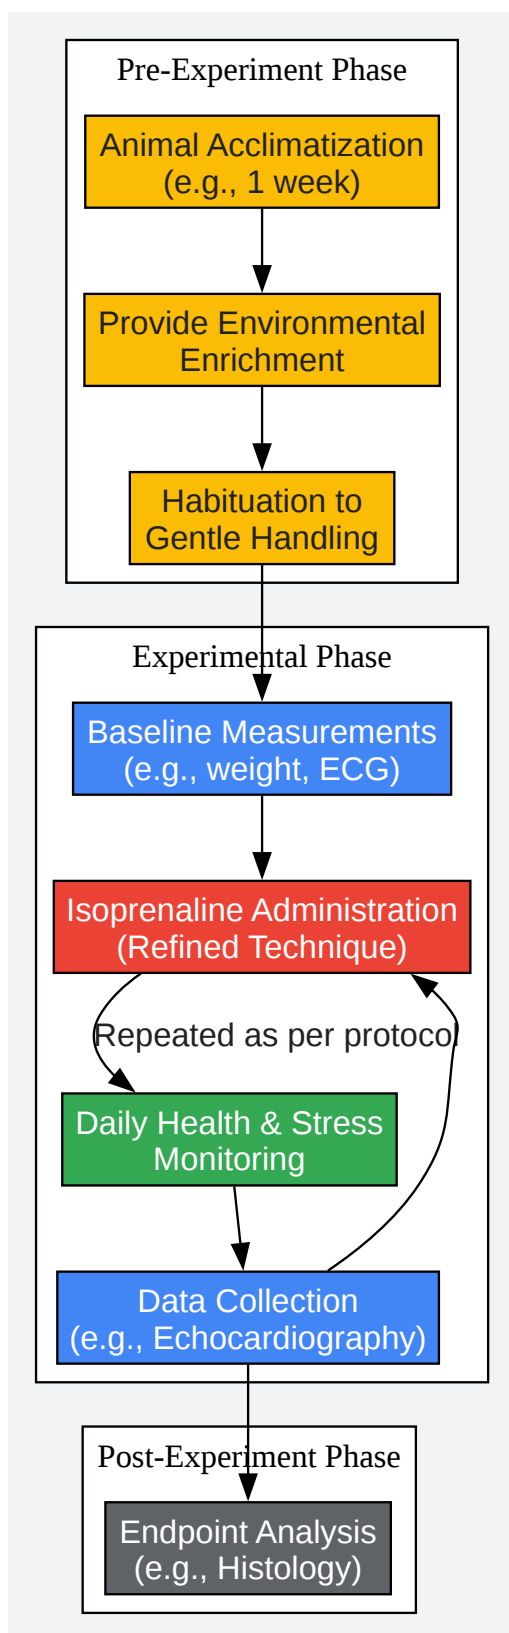 Pre-Experiment Phase
Animal Acclimatization
(e.g., 1 week)
Provide Environmental
Enrichment
Habituation to
Gentle Handling
Experimental Phase
Baseline Measurements
(e.g., weight, ECG)
Isoprenaline Administration
(Refined Technique)
Repeated as per protocol
Daily Health & Stress
Monitoring
Data Collection
(e.g., Echocardiography)
Post-Experiment Phase
Endpoint Analysis
(e.g., Histology)